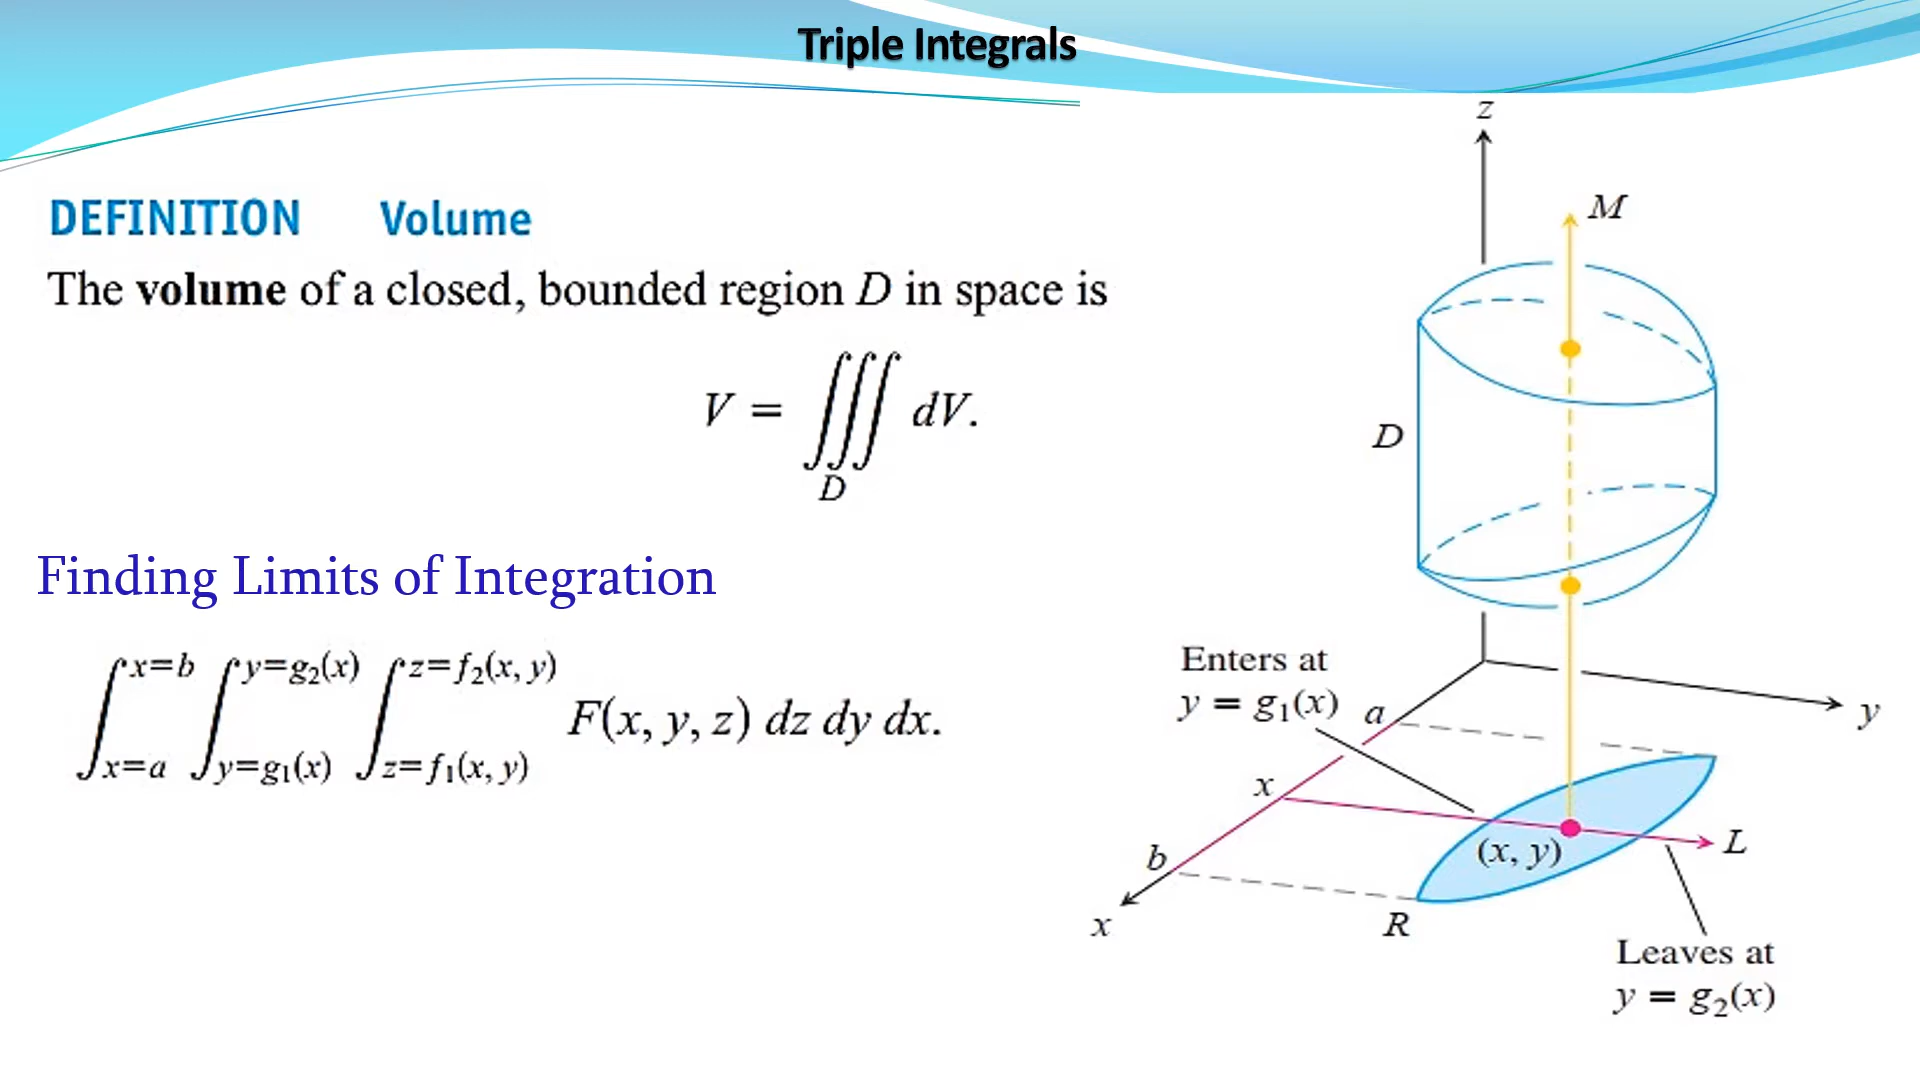 Triple Integrals
DEFINITION Volume
The volume of a closed, bounded region D in space is
V = ∭_D dV.
Finding Limits of Integration
∫_{x=a}^{x=b} ∫_{y=g₁(x)}^{y=g₂(x)} ∫_{z=f₁(x, y)}^{z=f₂(x, y)} F(x, y, z) dz dy dx.
z
M
D
Enters at
y = g₁(x)
a
y
x
b
(x, y)
L
x
R
Leaves at
y = g₂(x)